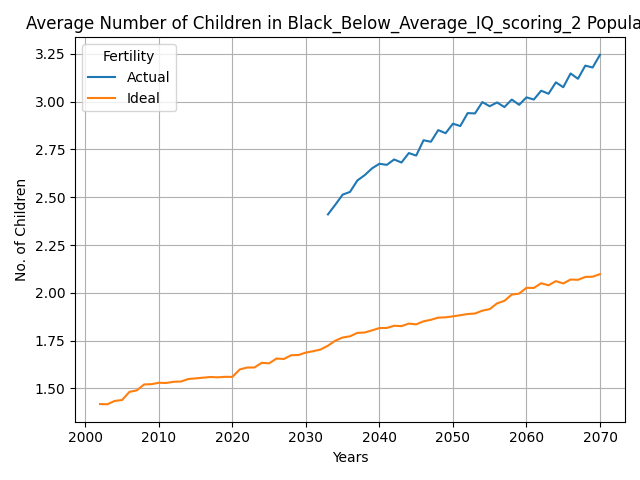 Average Number of Children in Black_Below_Average_IQ_scoring_2 Popula
3.25
3.00
2.75
2.50
2.25
2.00
1.75
1.50
No. of Children
Fertility
Actual
Ideal
2000 2010 2020 2030 2040 2050 2060 2070
Years